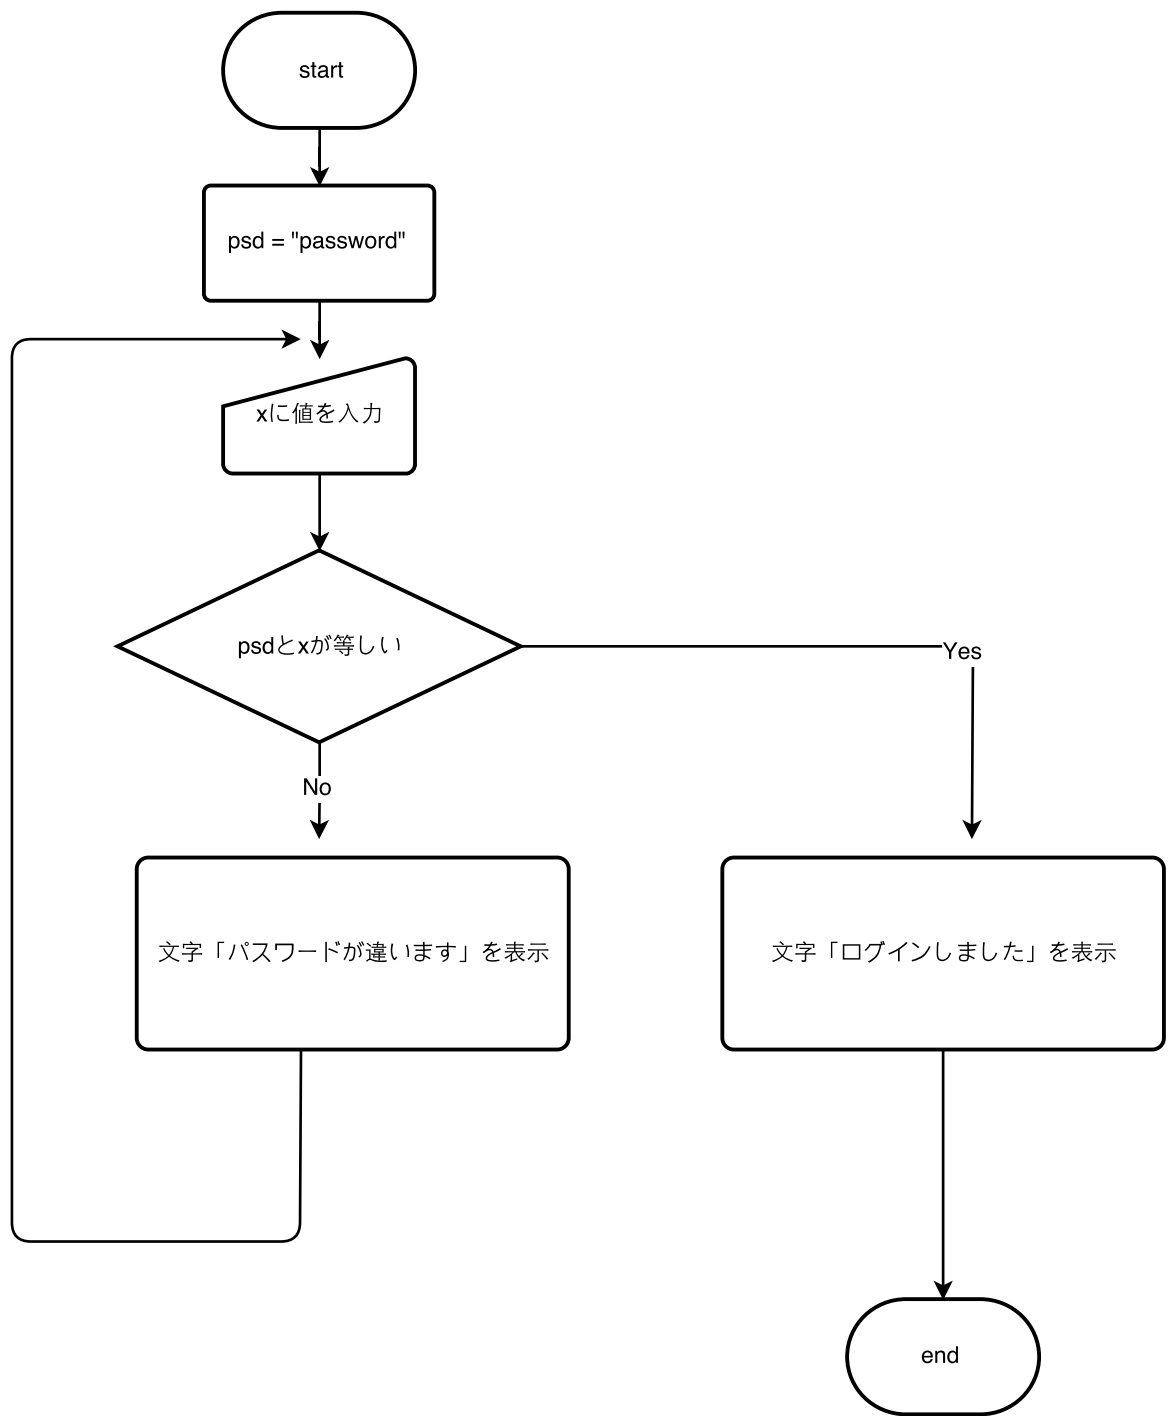 start
psd = "password"
xに値を入力
psdとxが等しい
Yes
No
文字「パスワードが違います」を表示
文字「ログインしました」を表示
end